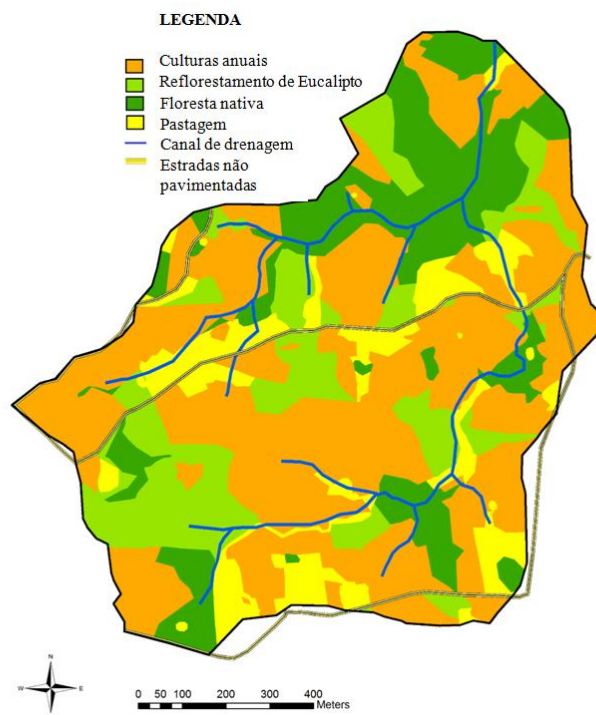 LEGENDA
Culturas anuais
Reflorestamento de Eucalipto
Floresta nativa
Pastagem
Canal de drenagem
Estradas não
pavimentadas
N
W E
S
0 50 100 200 300 400
Meters